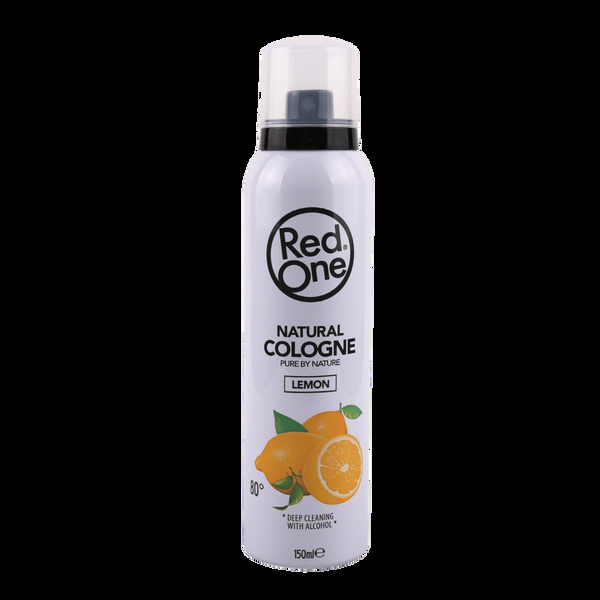 Red®
One
NATURAL
COLOGNE
PURE BY NATURE
LEMON
80°
* DEEP CLEANING
WITH ALCOHOL *
150ml℮